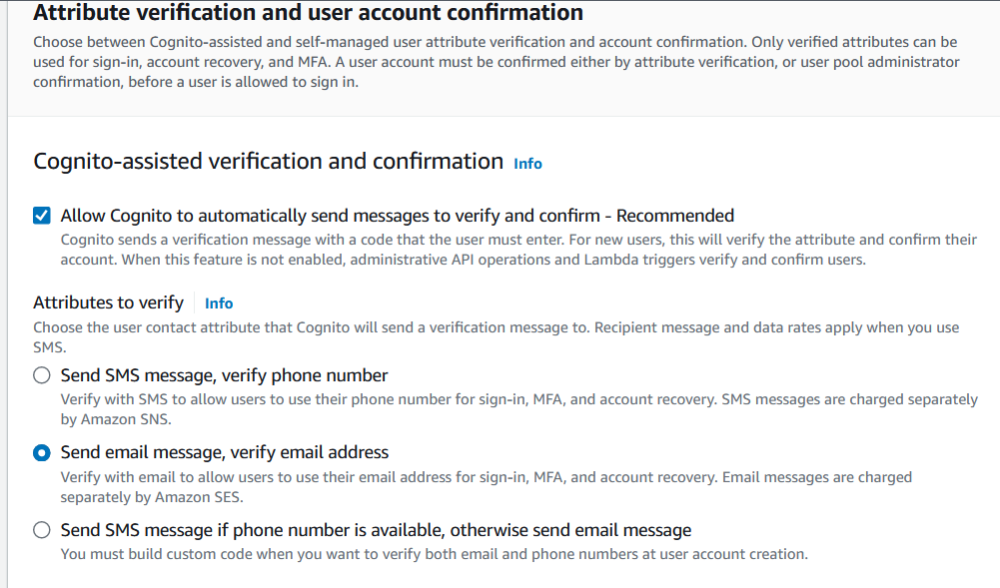 Attribute verification and user account confirmation
Choose between Cognito-assisted and self-managed user attribute verification and account confirmation. Only verified attributes can be
used for sign-in, account recovery, and MFA. A user account must be confirmed either by attribute verification, or user pool administrator
confirmation, before a user is allowed to sign in.
Cognito-assisted verification and confirmation Info
Allow Cognito to automatically send messages to verify and confirm - Recommended
Cognito sends a verification message with a code that the user must enter. For new users, this will verify the attribute and confirm their
account. When this feature is not enabled, administrative API operations and Lambda triggers verify and confirm users.
Attributes to verify Info
Choose the user contact attribute that Cognito will send a verification message to. Recipient message and data rates apply when you use
SMS.
Send SMS message, verify phone number
Verify with SMS to allow users to use their phone number for sign-in, MFA, and account recovery. SMS messages are charged separately
by Amazon SNS.
Send email message, verify email address
Verify with email to allow users to use their email address for sign-in, MFA, and account recovery. Email messages are charged
separately by Amazon SES.
Send SMS message if phone number is available, otherwise send email message
You must build custom code when you want to verify both email and phone numbers at user account creation.